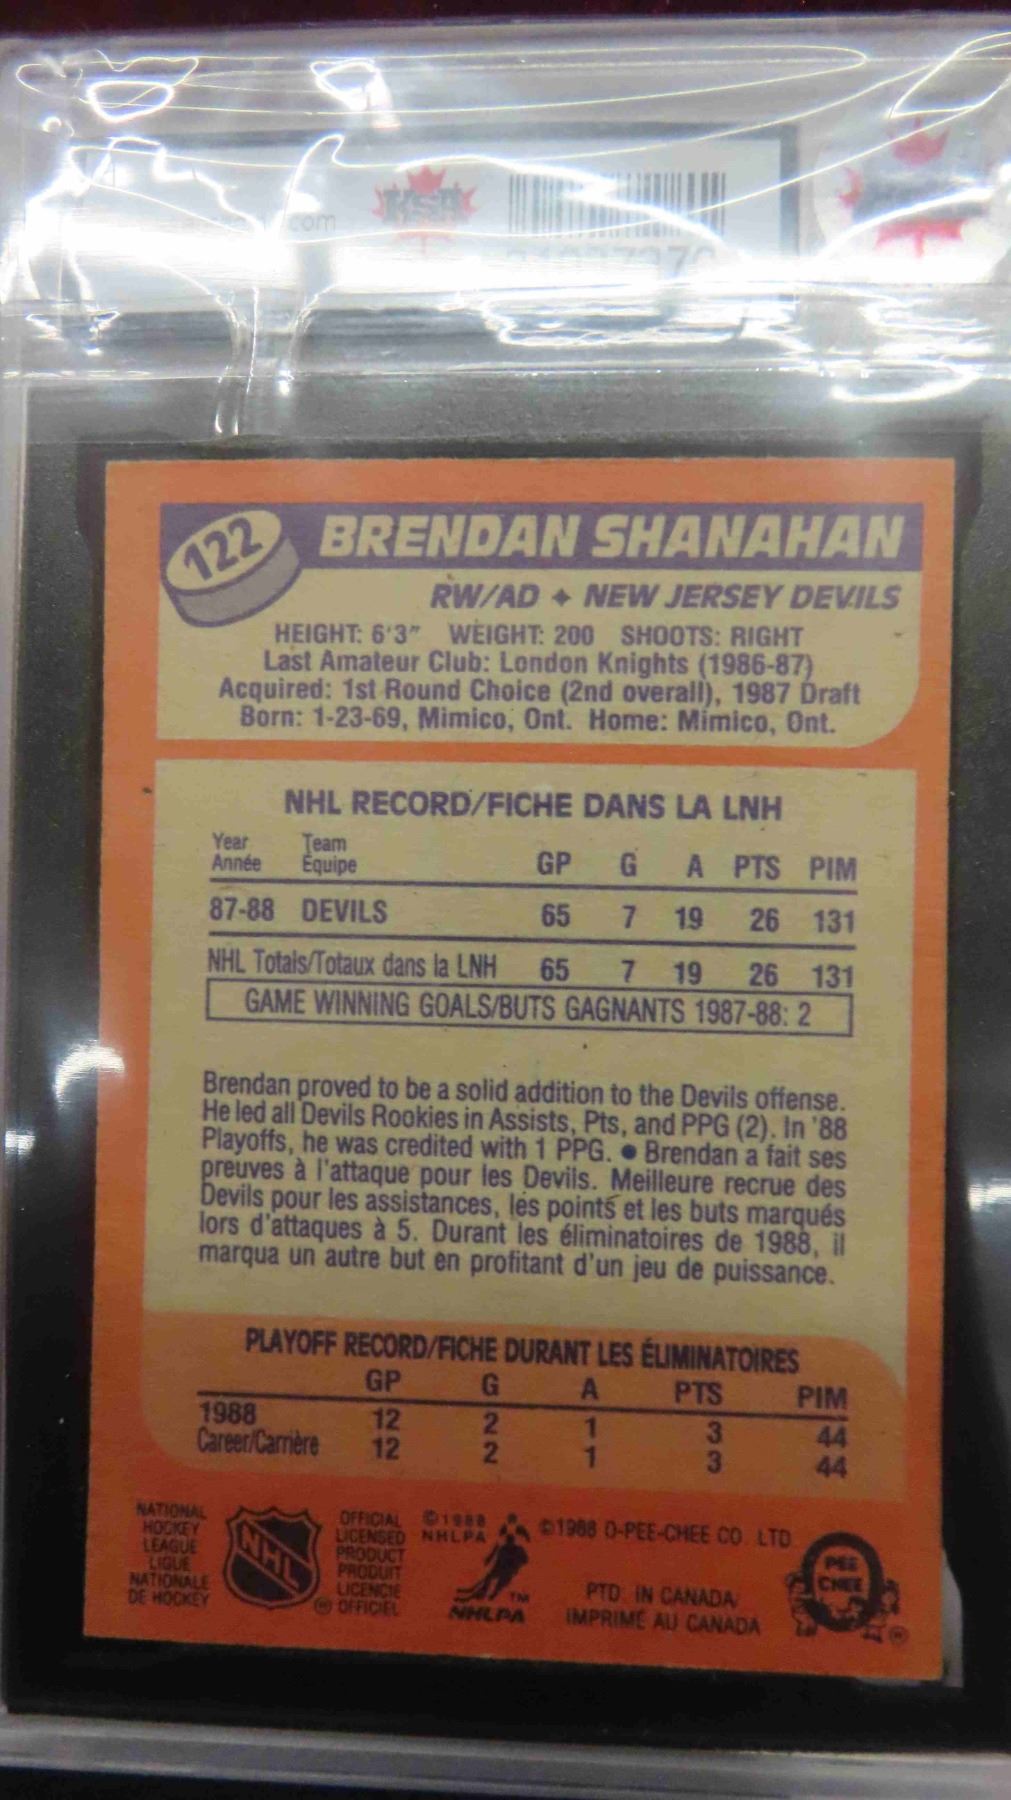 com
KSA
122
BRENDAN SHANAHAN
RW/AD ✦ NEW JERSEY DEVILS
HEIGHT: 6'3" WEIGHT: 200 SHOOTS: RIGHT
Last Amateur Club: London Knights (1986-87)
Acquired: 1st Round Choice (2nd overall), 1987 Draft
Born: 1-23-69, Mimico, Ont. Home: Mimico, Ont.
NHL RECORD/FICHE DANS LA LNH
Year Team
Année Équipe GP G A PTS PIM
87-88 DEVILS 65 7 19 26 131
NHL Totals/Totaux dans la LNH 65 7 19 26 131
GAME WINNING GOALS/BUTS GAGNANTS 1987-88: 2
Brendan proved to be a solid addition to the Devils offense.
He led all Devils Rookies in Assists, Pts, and PPG (2). In '88
Playoffs, he was credited with 1 PPG. ● Brendan a fait ses
preuves à l'attaque pour les Devils. Meilleure recrue des
Devils pour les assistances, les points et les buts marqués
lors d'attaques à 5. Durant les éliminatoires de 1988, il
marqua un autre but en profitant d'un jeu de puissance.
PLAYOFF RECORD/FICHE DURANT LES ÉLIMINATOIRES
GP G A PTS PIM
1988 12 2 1 3 44
Career/Carrière 12 2 1 3 44
NATIONAL
HOCKEY
LEAGUE
LIGUE
NATIONALE
DE HOCKEY
NHL
OFFICIAL
LICENSED
PRODUCT
PRODUIT
LICENCIE
® OFFICIEL
©1988
NHLPA
TM
NHLPA
©1988 O-PEE-CHEE CO. LTD.
PTD. IN CANADA/
IMPRIMÉ AU CANADA
O
PEE
CHEE
®